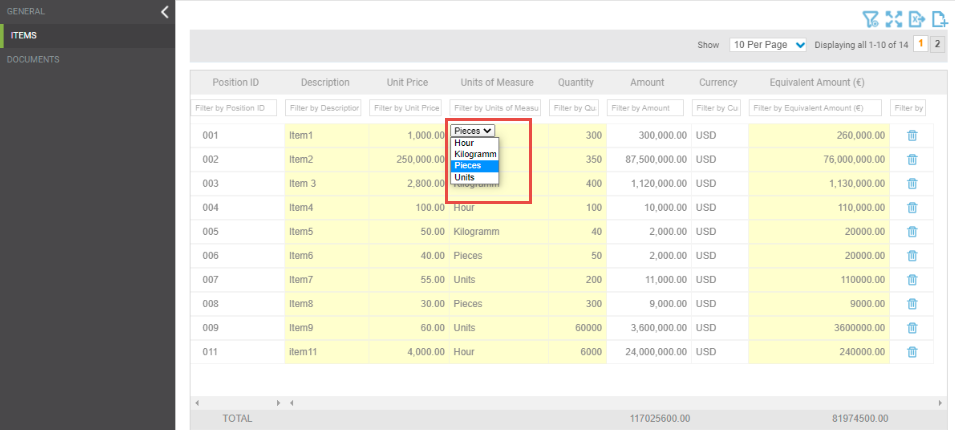 GENERAL
ITEMS
DOCUMENTS
Show 10 Per Page Displaying all 1-10 of 14 1 2
Position ID Description Unit Price Units of Measure Quantity Amount Currency Equivalent Amount (€)
Filter by Position ID Filter by Description Filter by Unit Price Filter by Units of Measu Filter by Qu. Filter by Amount Filter by Cu Filter by Equivalent Amount (€) Filter by
001 Item1 1,000.00 Pieces 300 300,000.00 USD 260,000.00
Hour
Kilogramm
002 Item2 250,000.00 Pieces 350 87,500,000.00 USD 76,000,000.00
Units
003 Item 3 2,800.00 Kilogramm 400 1,120,000.00 USD 1,130,000.00
004 Item4 100.00 Hour 100 10,000.00 USD 110,000.00
005 Item5 50.00 Kilogramm 40 2,000.00 USD 20000.00
006 Item6 40.00 Pieces 50 2,000.00 USD 20000.00
007 Item7 55.00 Units 200 11,000.00 USD 110000.00
008 Item8 30.00 Pieces 300 9,000.00 USD 9000.00
009 Item9 60.00 Units 60000 3,600,000.00 USD 3600000.00
011 item11 4,000.00 Hour 6000 24,000,000.00 USD 240000.00
TOTAL 117025600.00 81974500.00